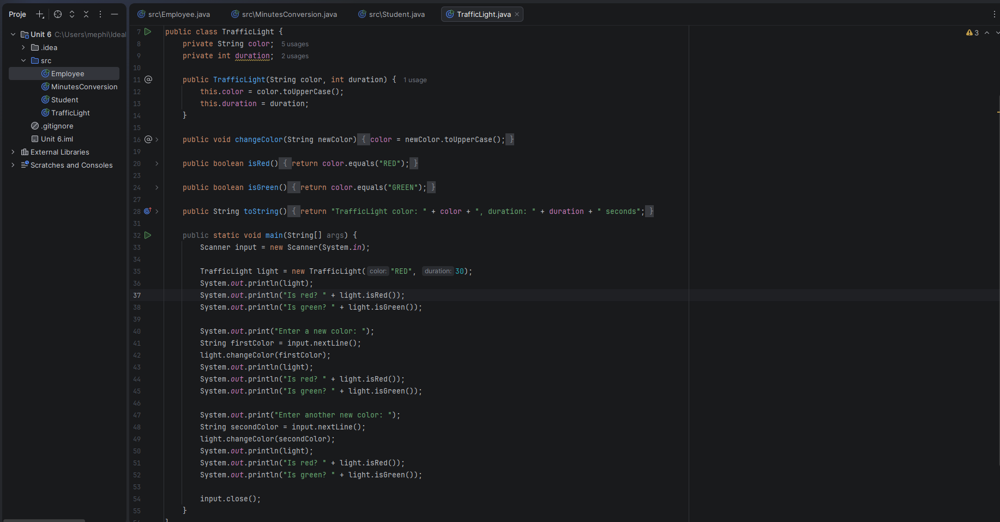 Proje
src\Employee.java
src\MinutesConversion.java
src\Student.java
TrafficLight.java
Unit 6 C:\Users\mephi\Ideal
.idea
src
Employee
MinutesConversion
Student
TrafficLight
.gitignore
Unit 6.iml
External Libraries
Scratches and Consoles
3
7 public class TrafficLight {
8 private String color; 5 usages
9 private int duration; 2 usages
10
11 public TrafficLight(String color, int duration) { 1 usage
12 this.color = color.toUpperCase();
13 this.duration = duration;
14 }
15
16 public void changeColor(String newColor) { color = newColor.toUpperCase(); }
19
20 public boolean isRed() { return color.equals("RED"); }
23
24 public boolean isGreen() { return color.equals("GREEN"); }
27
28 public String toString() { return "TrafficLight color: " + color + ", duration: " + duration + " seconds"; }
31
32 public static void main(String[] args) {
33 Scanner input = new Scanner(System.in);
34
35 TrafficLight light = new TrafficLight( color: "RED", duration: 30);
36 System.out.println(light);
37 System.out.println("Is red? " + light.isRed());
38 System.out.println("Is green? " + light.isGreen());
39
40 System.out.print("Enter a new color: ");
41 String firstColor = input.nextLine();
42 light.changeColor(firstColor);
43 System.out.println(light);
44 System.out.println("Is red? " + light.isRed());
45 System.out.println("Is green? " + light.isGreen());
46
47 System.out.print("Enter another new color: ");
48 String secondColor = input.nextLine();
49 light.changeColor(secondColor);
50 System.out.println(light);
51 System.out.println("Is red? " + light.isRed());
52 System.out.println("Is green? " + light.isGreen());
53
54 input.close();
55 }